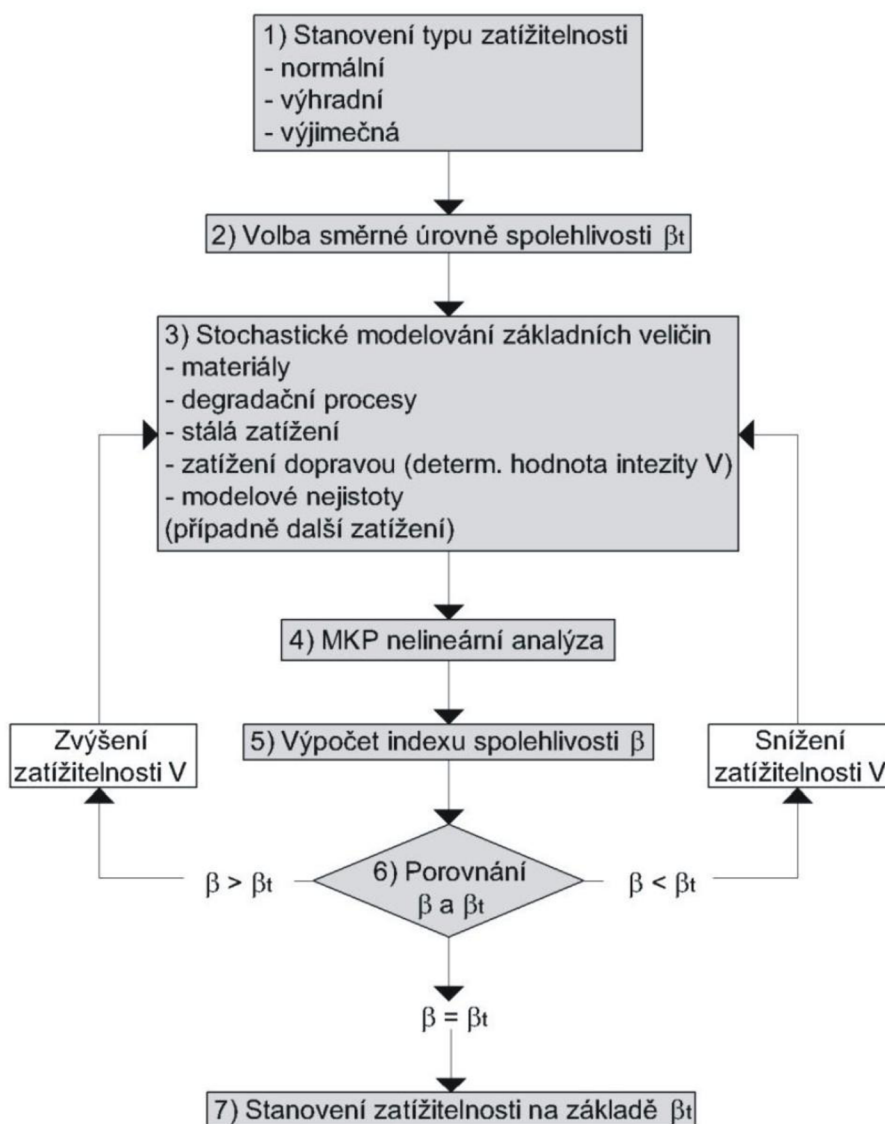 1) Stanovení typu zatížitelnosti
- normální
- výhradní
- výjimečná
2) Volba směrné úrovně spolehlivosti βt
3) Stochastické modelování základních veličin
- materiály
- degradační procesy
- stálá zatížení
- zatížení dopravou (determ. hodnota intezity V)
- modelové nejistoty
(případně další zatížení)
4) MKP nelineární analýza
5) Výpočet indexu spolehlivosti β
Zvýšení
zatížitelnosti V
Snížení
zatížitelnosti V
6) Porovnání
β a βt
β > βt
β < βt
β = βt
7) Stanovení zatížitelnosti na základě βt